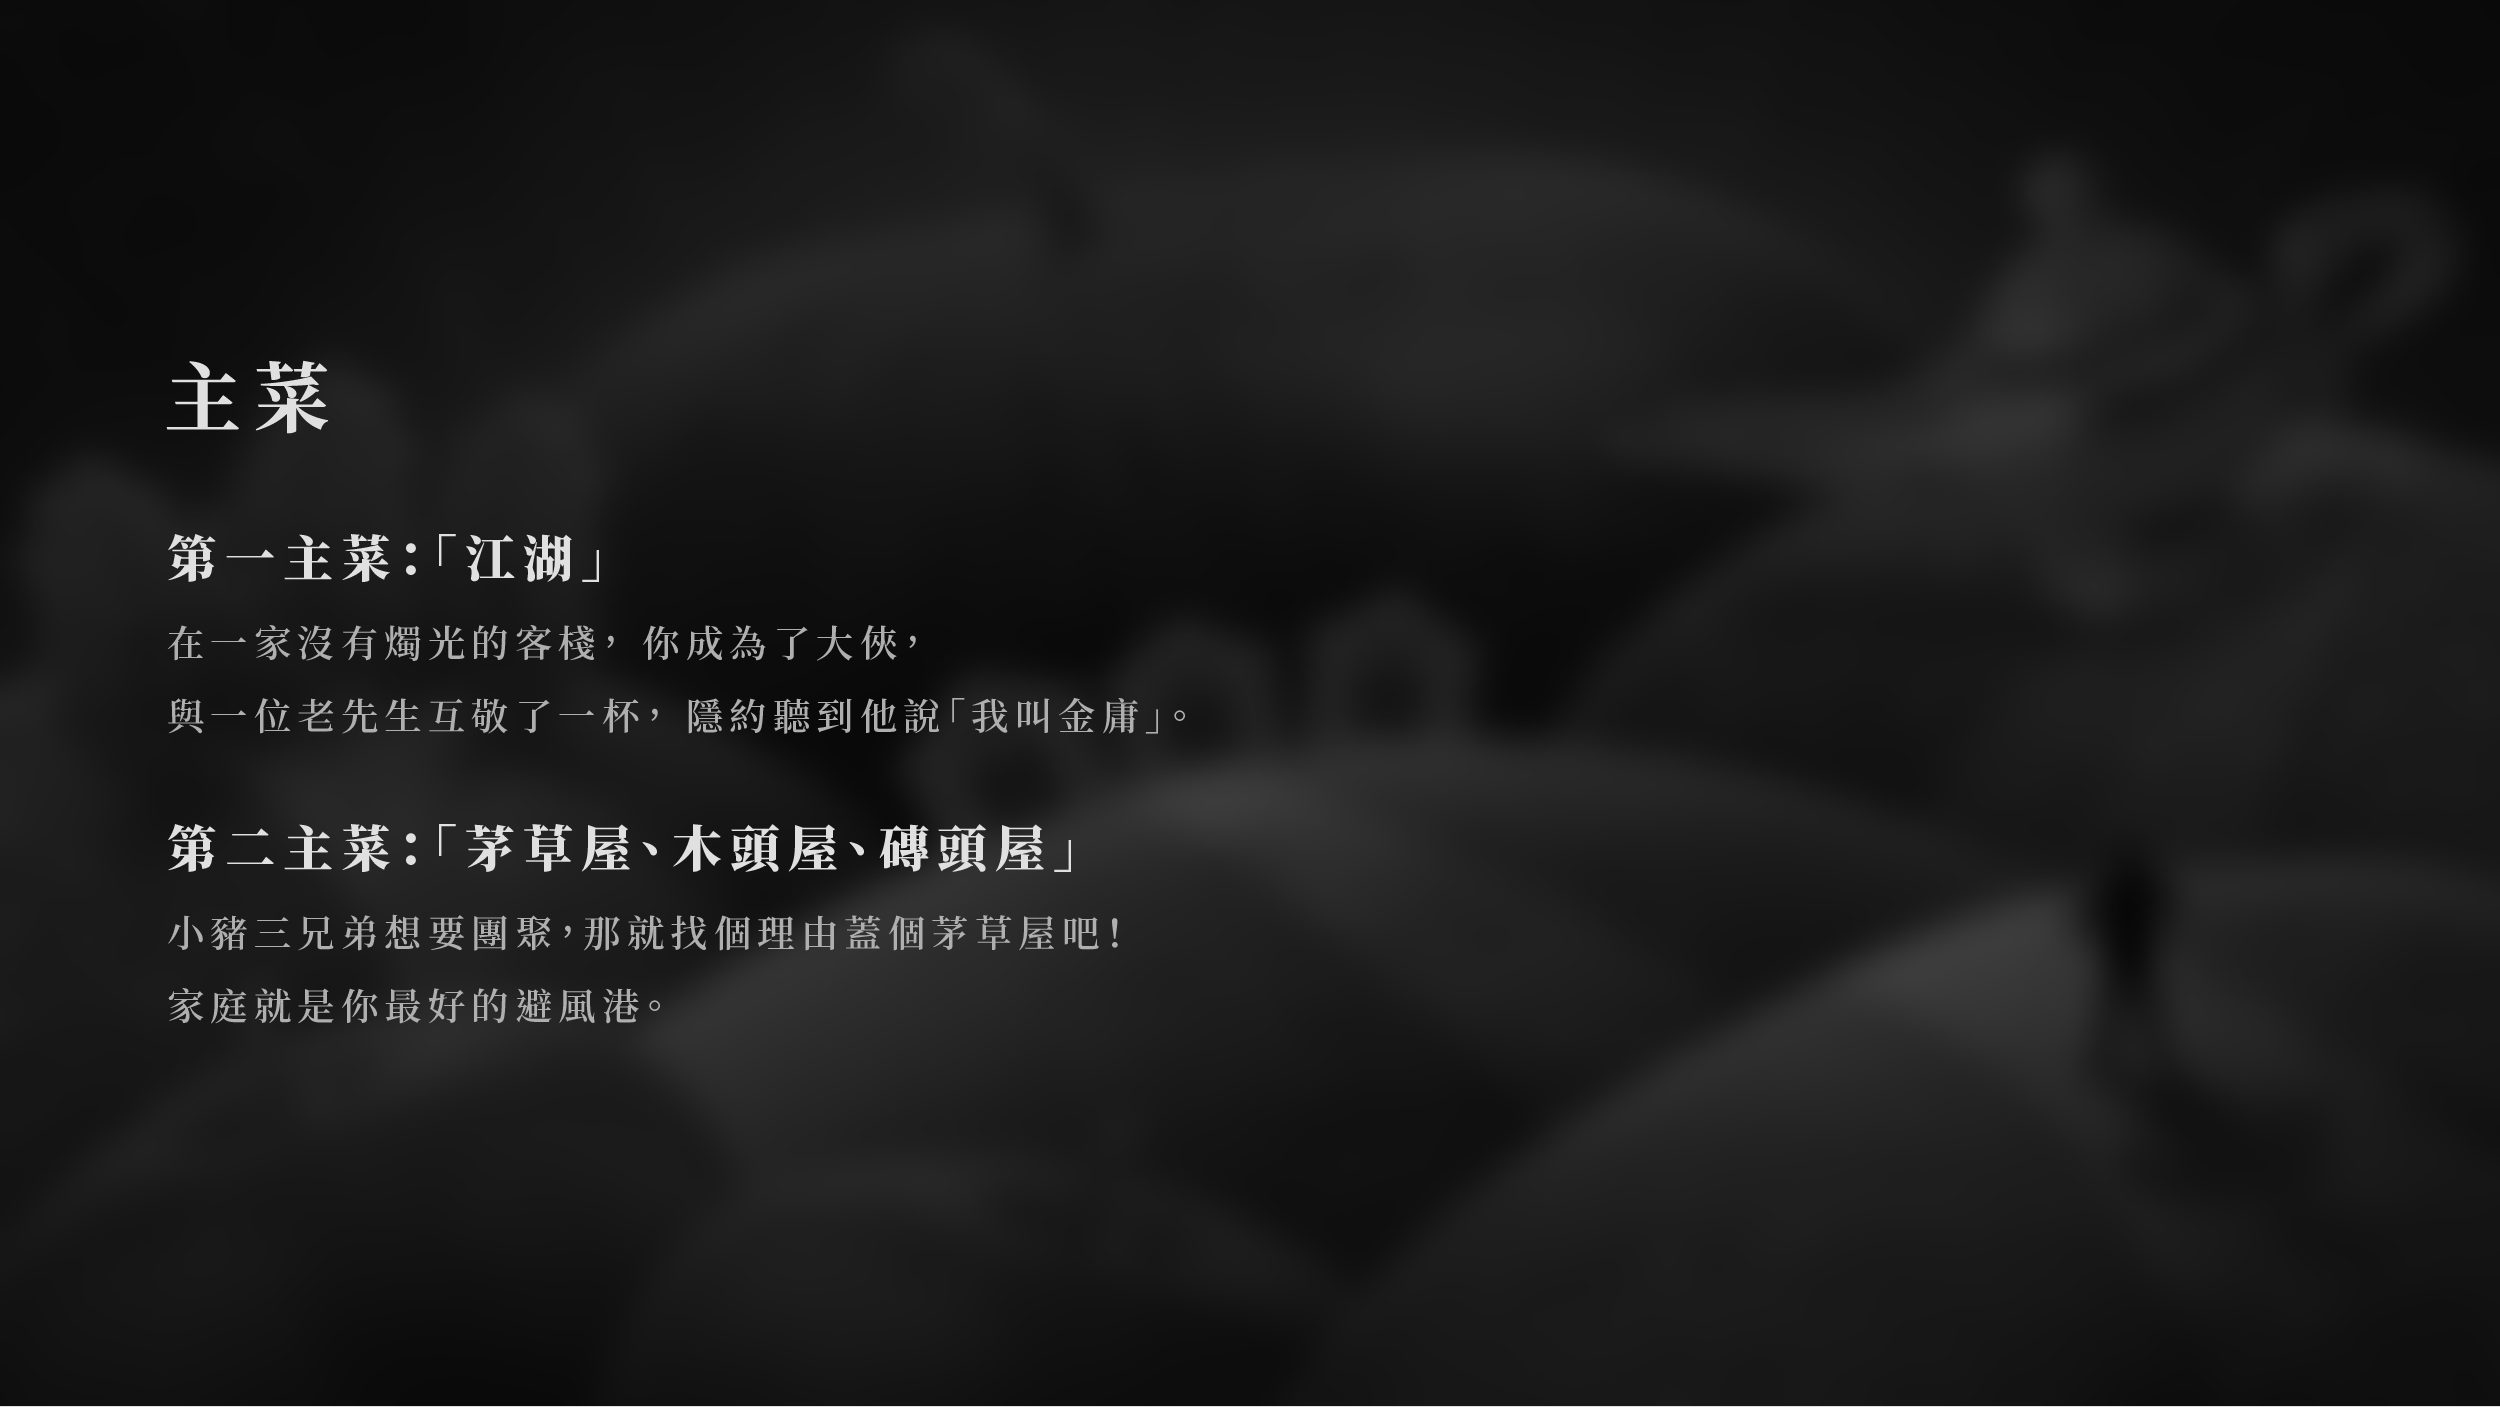 主菜
第一主菜：「江湖」
在一家沒有燭光的客棧， 你成為了大俠，
與一位老先生互敬了一杯， 隱約聽到他說「我叫金庸」。
第二主菜：「茅草屋、木頭屋、磚頭屋」
小豬三兄弟想要團聚，那就找個理由蓋個茅草屋吧！
家庭就是你最好的避風港。